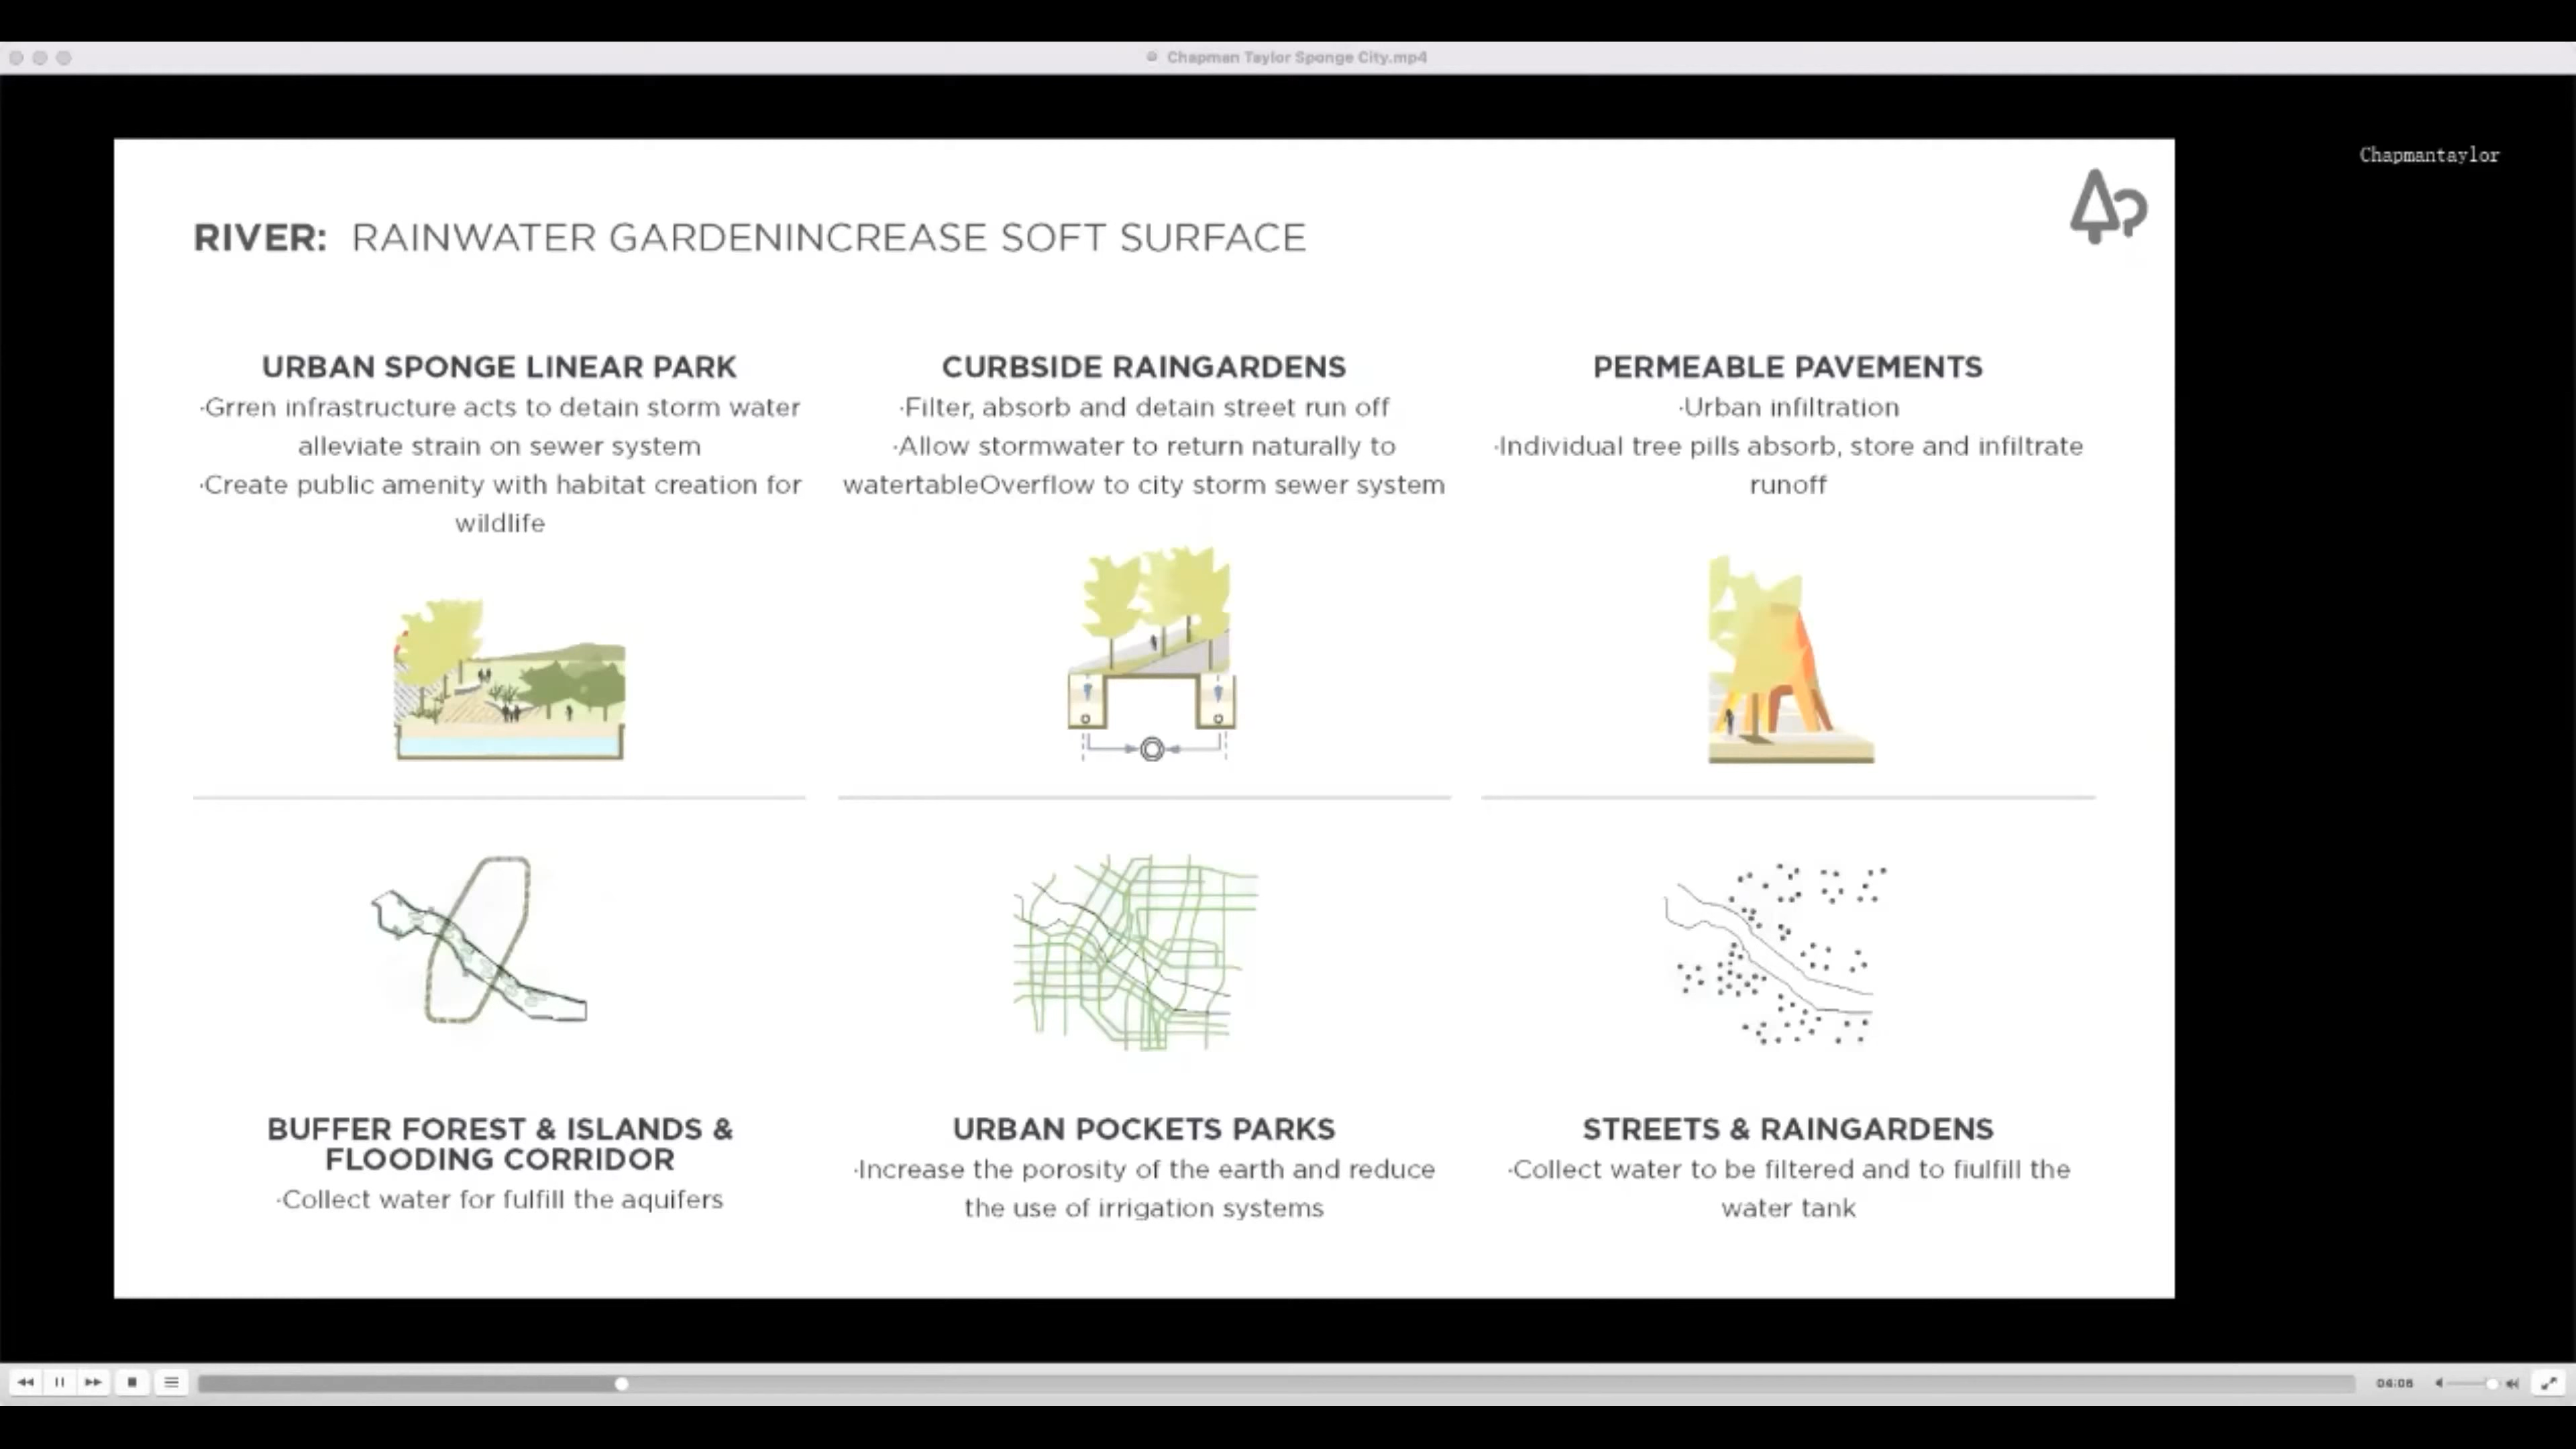 Chapman Taylor Sponge City.mp4
Chapmantaylor
RIVER: RAINWATER GARDENINCREASE SOFT SURFACE
URBAN SPONGE LINEAR PARK
·Grren infrastructure acts to detain storm water
alleviate strain on sewer system
·Create public amenity with habitat creation for
wildlife
CURBSIDE RAINGARDENS
·Filter, absorb and detain street run off
·Allow stormwater to return naturally to
watertableOverflow to city storm sewer system
PERMEABLE PAVEMENTS
·Urban infiltration
·Individual tree pills absorb, store and infiltrate
runoff
BUFFER FOREST & ISLANDS &
FLOODING CORRIDOR
·Collect water for fulfill the aquifers
URBAN POCKETS PARKS
·Increase the porosity of the earth and reduce
the use of irrigation systems
STREETS & RAINGARDENS
·Collect water to be filtered and to fiulfill the
water tank
04:06